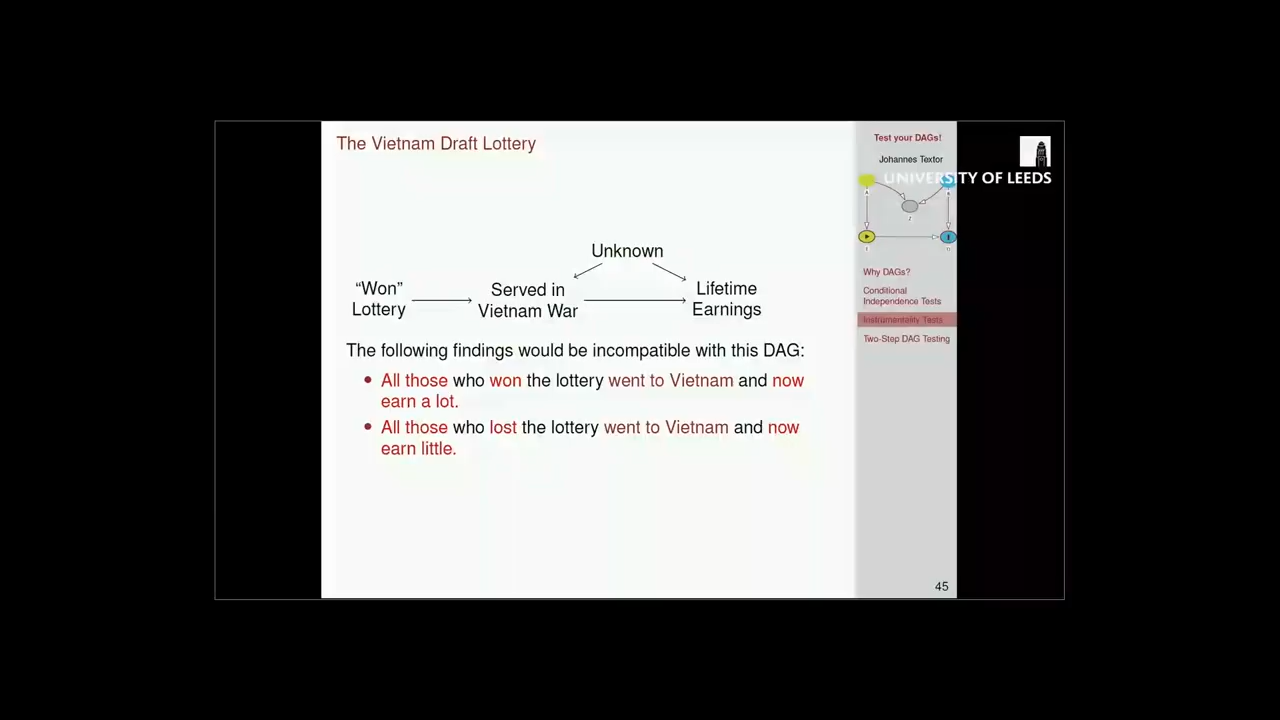 The Vietnam Draft Lottery
Unknown
"Won"
Lottery
Served in
Vietnam War
Lifetime
Earnings
The following findings would be incompatible with this DAG:
• All those who won the lottery went to Vietnam and now
earn a lot.
• All those who lost the lottery went to Vietnam and now
earn little.
Test your DAGs!
Johannes Textor
UNIVERSITY OF LEEDS
Why DAGs?
Conditional
Independence Tests
Instrumentality Tests
Two-Step DAG Testing
45